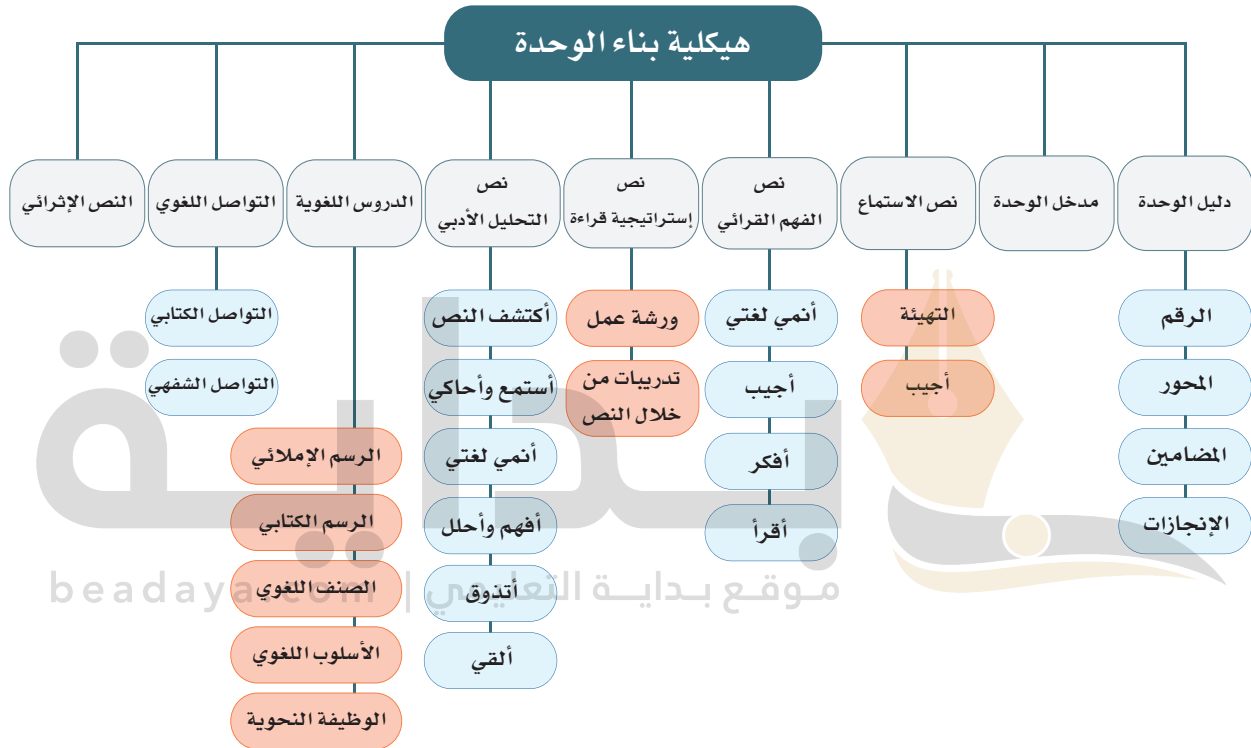 هيكلية بناء الوحدة
دليل الوحدة
الرقم
المحور
المضامين
الإنجازات
مدخل الوحدة
نص الاستماع
التهيئة
أجيب
نص
الفهم القرائي
أنمي لغتي
أجيب
أفكر
أقرأ
نص
إستراتيجية قراءة
ورشة عمل
تدريبات من
خلال النص
نص
التحليل الأدبي
أكتشف النص
أستمع وأحاكي
أنمي لغتي
أفهم وأحلل
أتذوق
ألقي
الدروس اللغوية
الرسم الإملائي
الرسم الكتابي
الصنف اللغوي
الأسلوب اللغوي
الوظيفة النحوية
التواصل اللغوي
التواصل الكتابي
التواصل الشفهي
النص الإثرائي
بداية
موقع بداية التعليمي | beadaya.com